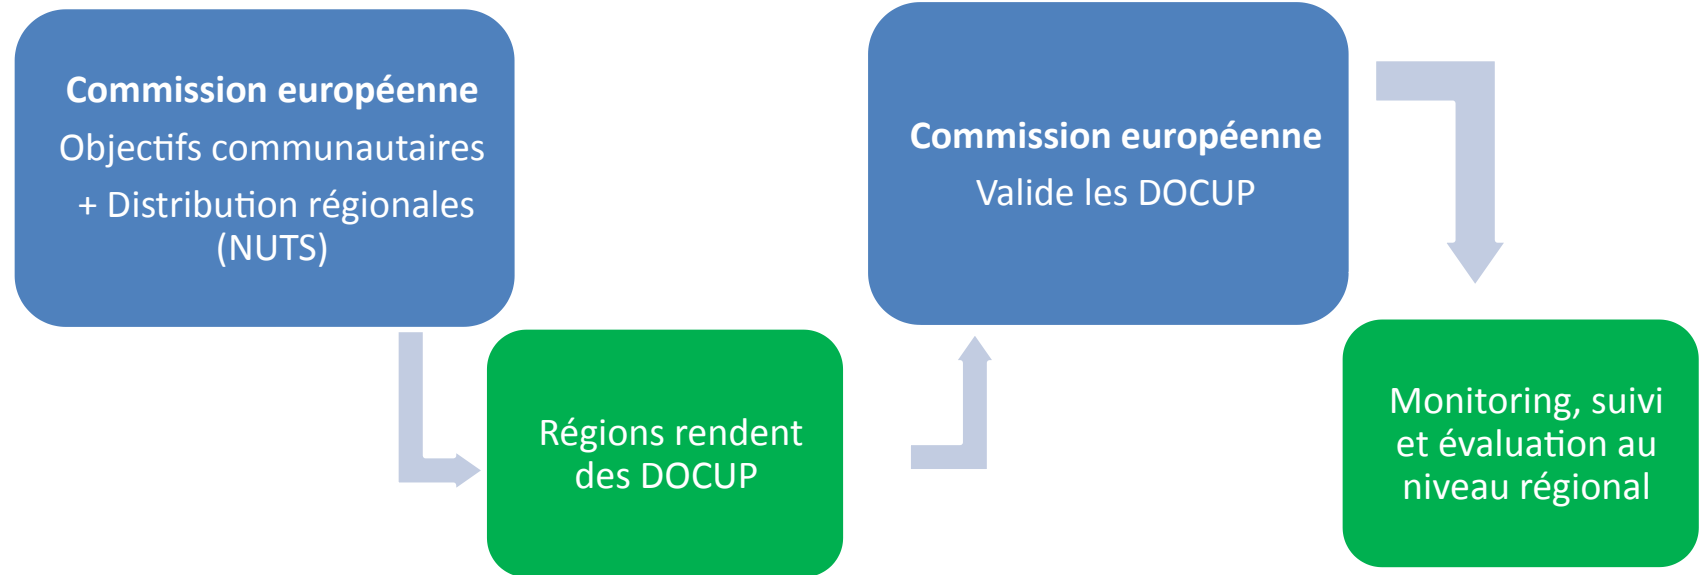 Commission européenne
Objectifs communautaires
+ Distribution régionales
(NUTS)
Régions rendent
des DOCUP
Commission européenne
Valide les DOCUP
Monitoring, suivi
et évaluation au
niveau régional